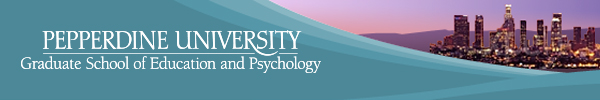 PEPPERDINE UNIVERSITY
Graduate School of Education and Psychology